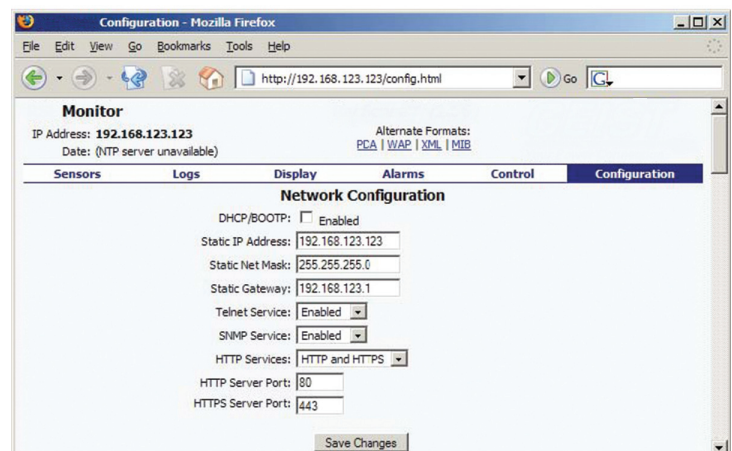 Configuration - Mozilla Firefox
File Edit View Go Bookmarks Tools Help
http://192.168.123.123/config.html Go G
Monitor
IP Address: 192.168.123.123
Date: (NTP server unavailable)
Alternate Formats:
PCA | WAP | XML | MIB
Sensors Logs Display Alarms Control Configuration
Network Configuration
DHCP/BOOTP: Enabled
Static IP Address: 192.168.123.123
Static Net Mask: 255.255.255.0
Static Gateway: 192.168.123.1
Telnet Service: Enabled
SNMP Service: Enabled
HTTP Services: HTTP and HTTPS
HTTP Server Port: 80
HTTPS Server Port: 443
Save Changes